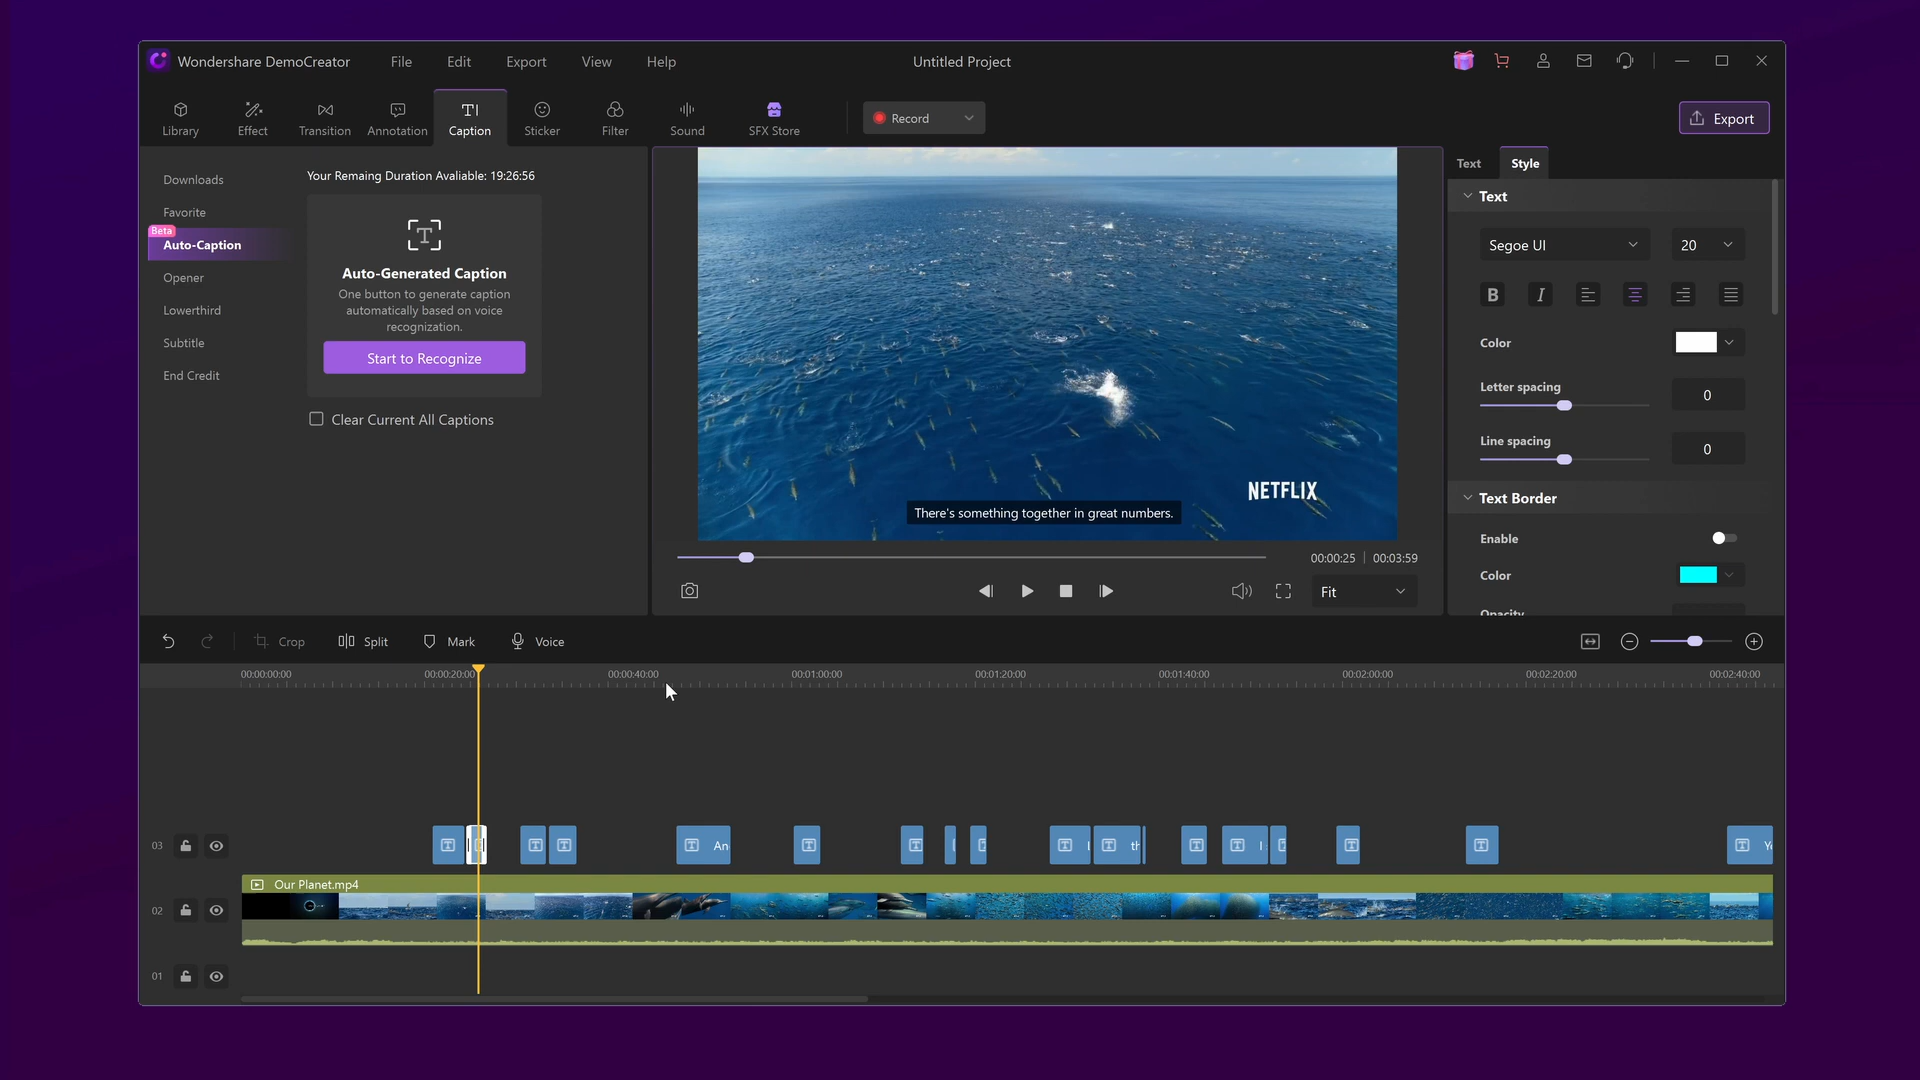 Wondershare DemoCreator File Edit Export View Help Untitled Project
Library Effect Transition Annotation Caption Sticker Filter Sound SFX Store Record Export
Downloads
Favorite
Beta
Auto-Caption
Opener
Lowerthird
Subtitle
End Credit
Your Remaing Duration Avaliable: 19:26:56
Auto-Generated Caption
One button to generate caption
automatically based on voice
recognization.
Start to Recognize
Clear Current All Captions
NETFLIX
There's something together in great numbers.
00:00:25 | 00:03:59
Fit
Text Style
Text
Segoe UI 20
B I
Color
Letter spacing 0
Line spacing 0
Text Border
Enable
Color
Opacity
Crop Split Mark Voice
00:00:00:00 00:00:20:00 00:00:40:00 00:01:00:00 00:01:20:00 00:01:40:00 00:02:00:00 00:02:20:00 00:02:40:00
03 An I th I
Our Planet.mp4
02
01